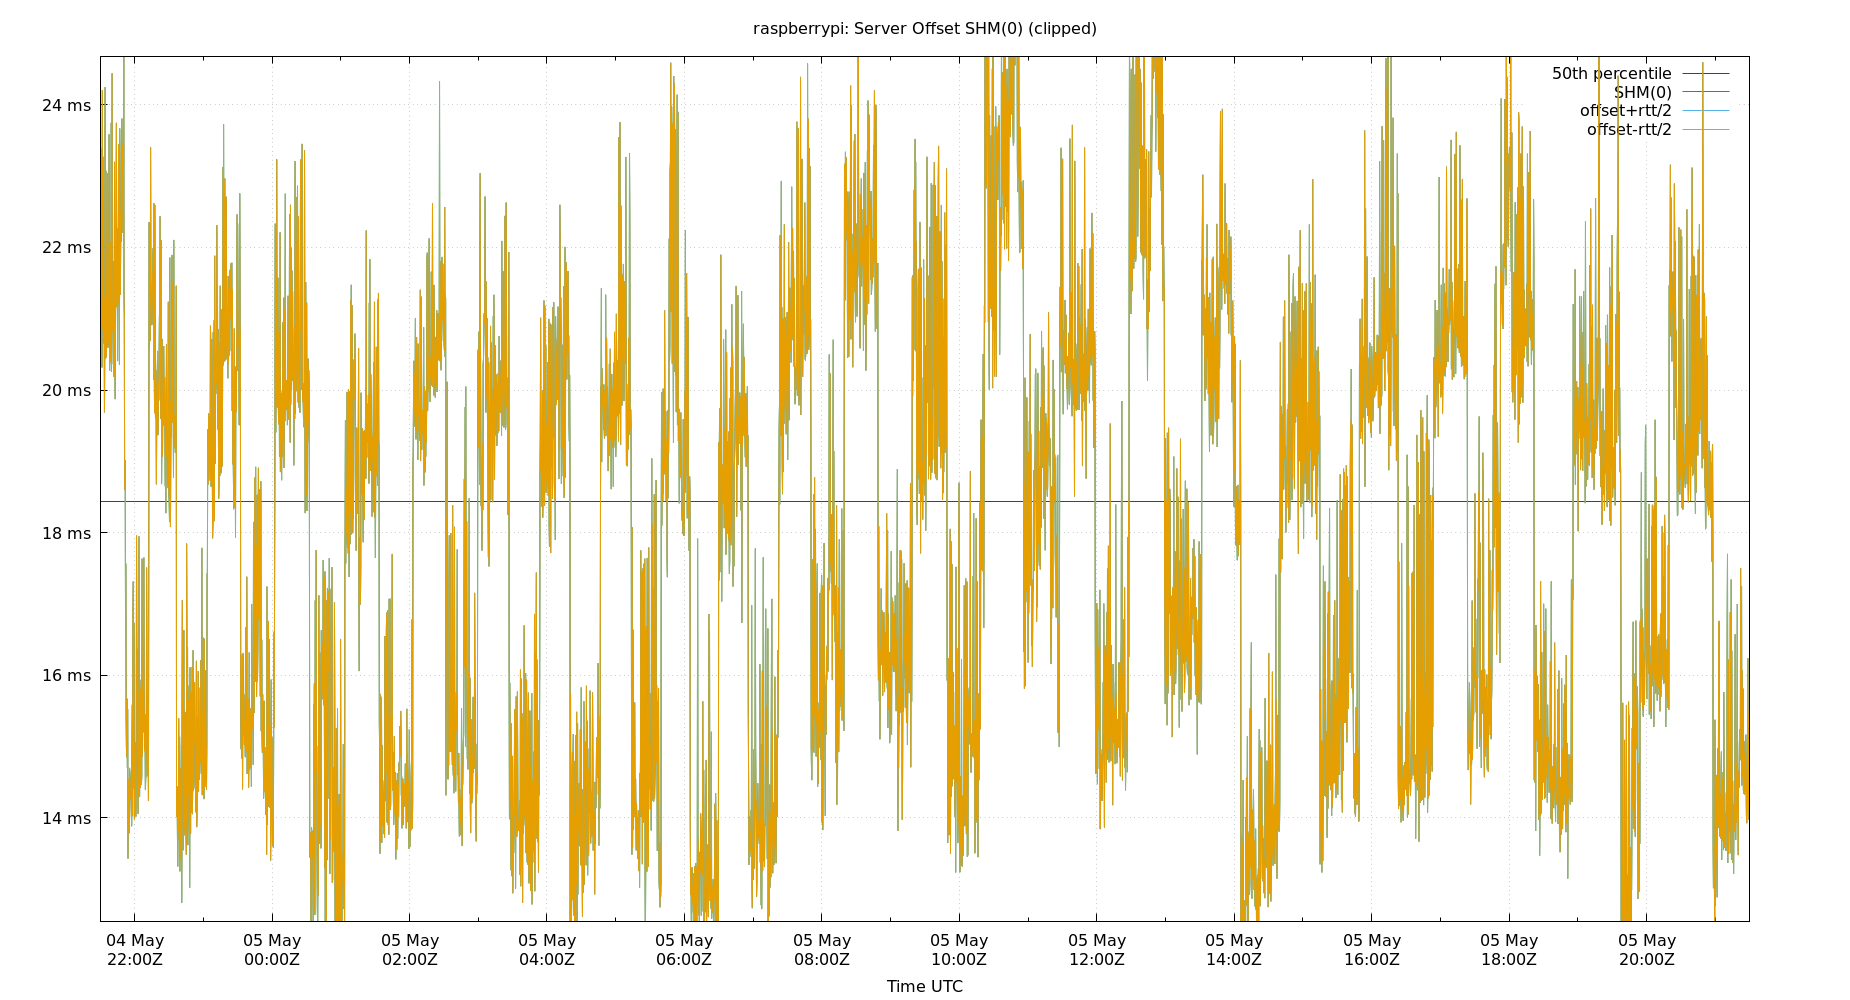 raspberrypi: Server Offset SHM(0) (clipped)
50th percentile
SHM(0)
offset+rtt/2
offset-rtt/2
24 ms
22 ms
20 ms
18 ms
16 ms
14 ms
04 May 05 May 05 May 05 May 05 May 05 May 05 May 05 May 05 May 05 May 05 May 05 May
22:00Z 00:00Z 02:00Z 04:00Z 06:00Z 08:00Z 10:00Z 12:00Z 14:00Z 16:00Z 18:00Z 20:00Z
Time UTC